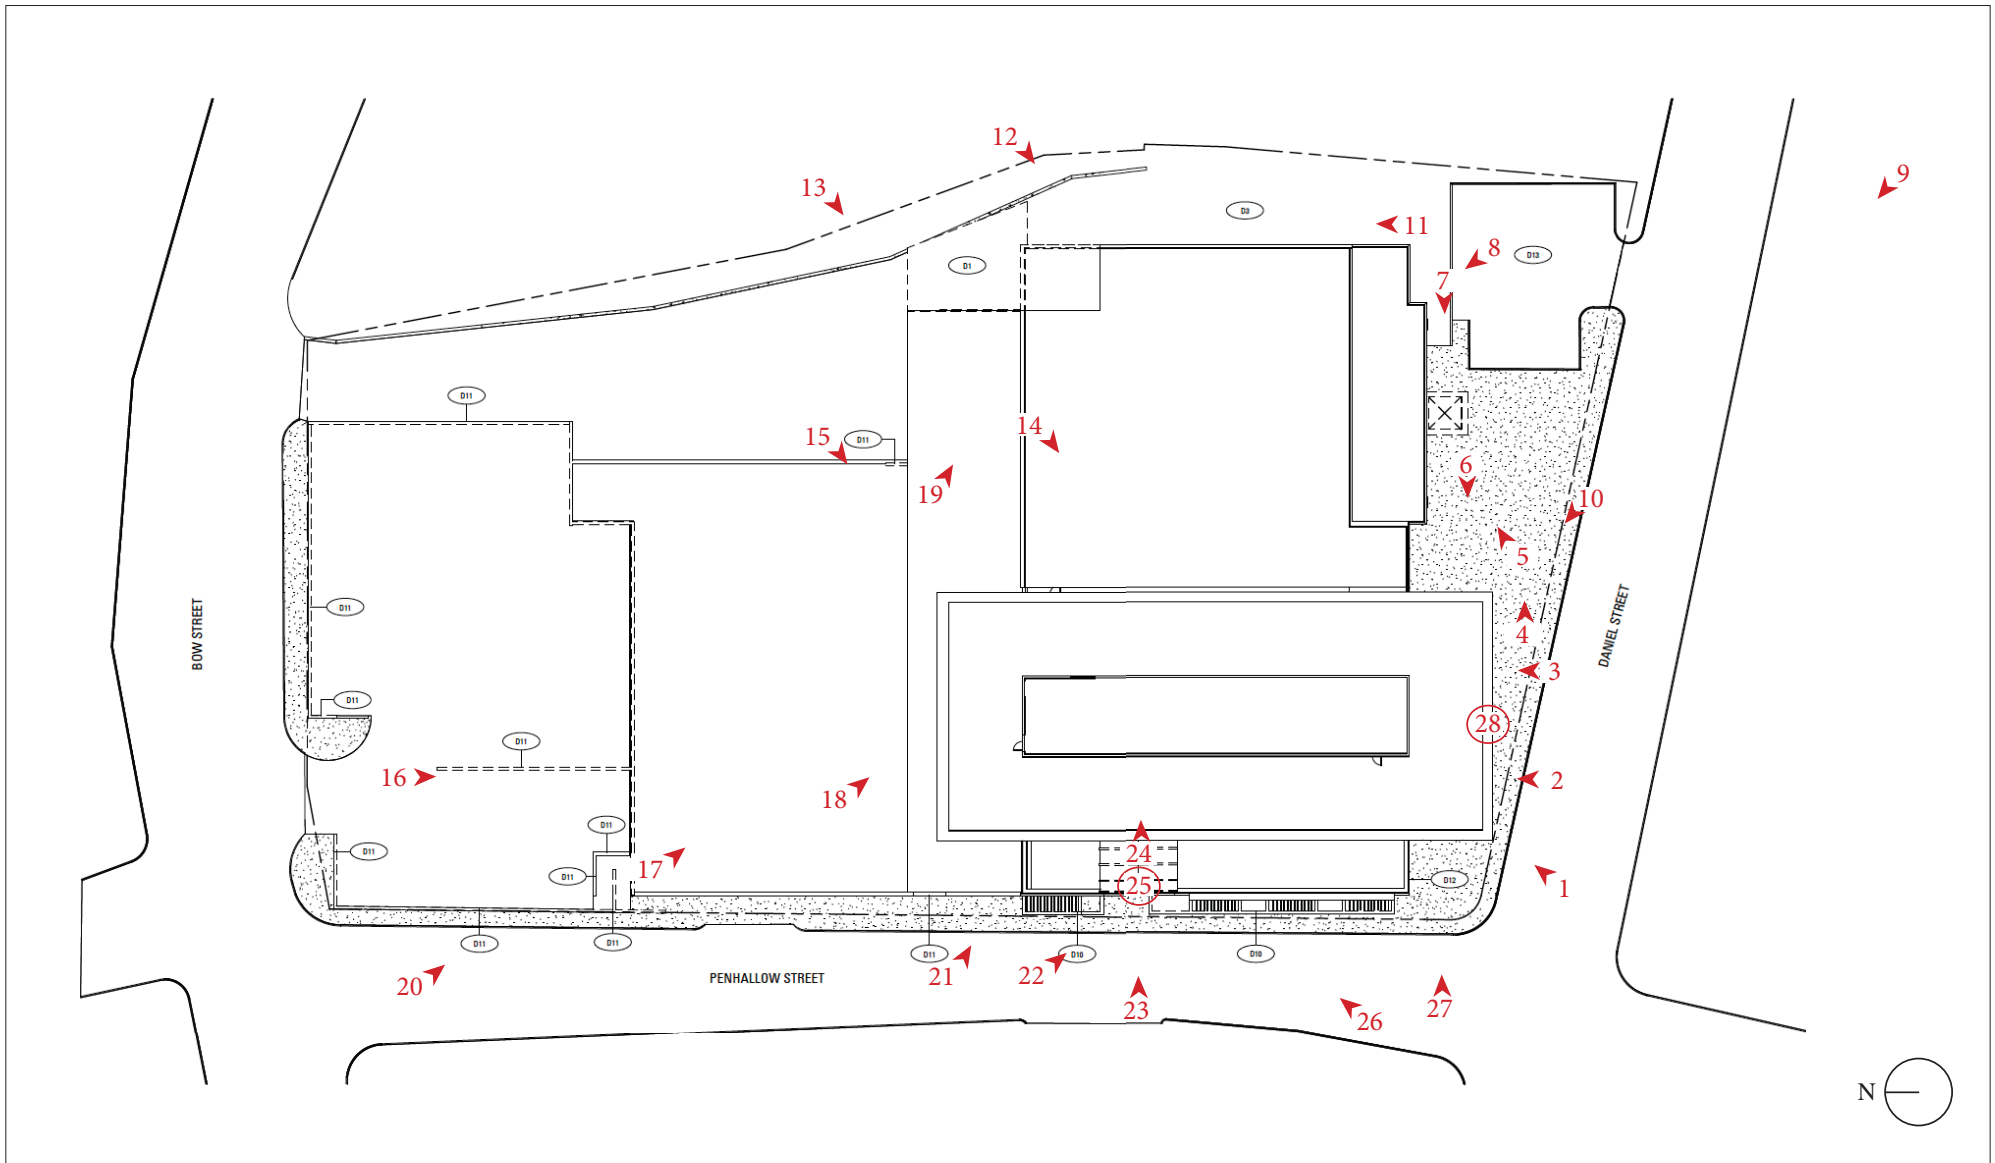 12
13
9
D3
11
8
D13
7
D1
D11
14
15
D11
6
19
10
5
D11
BOW STREET
DANIEL STREET
4
3
D11
28
D11
16
2
18
D11
24
D11
17
D11
25
D12
1
D11
D11
D11
D10
D10
20
21
22
PENHALLOW STREET
23
26
27
N